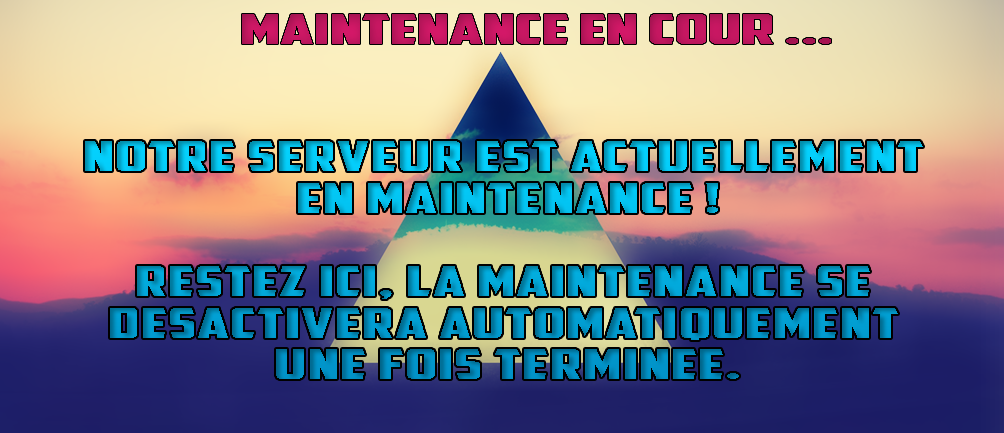 MAINTENANCE EN COUR ...
NOTRE SERVEUR EST ACTUELLEMENT
EN MAINTENANCE !
RESTEZ ICI, LA MAINTENANCE SE
DESACTIVERA AUTOMATIQUEMENT
UNE FOIS TERMINEE.